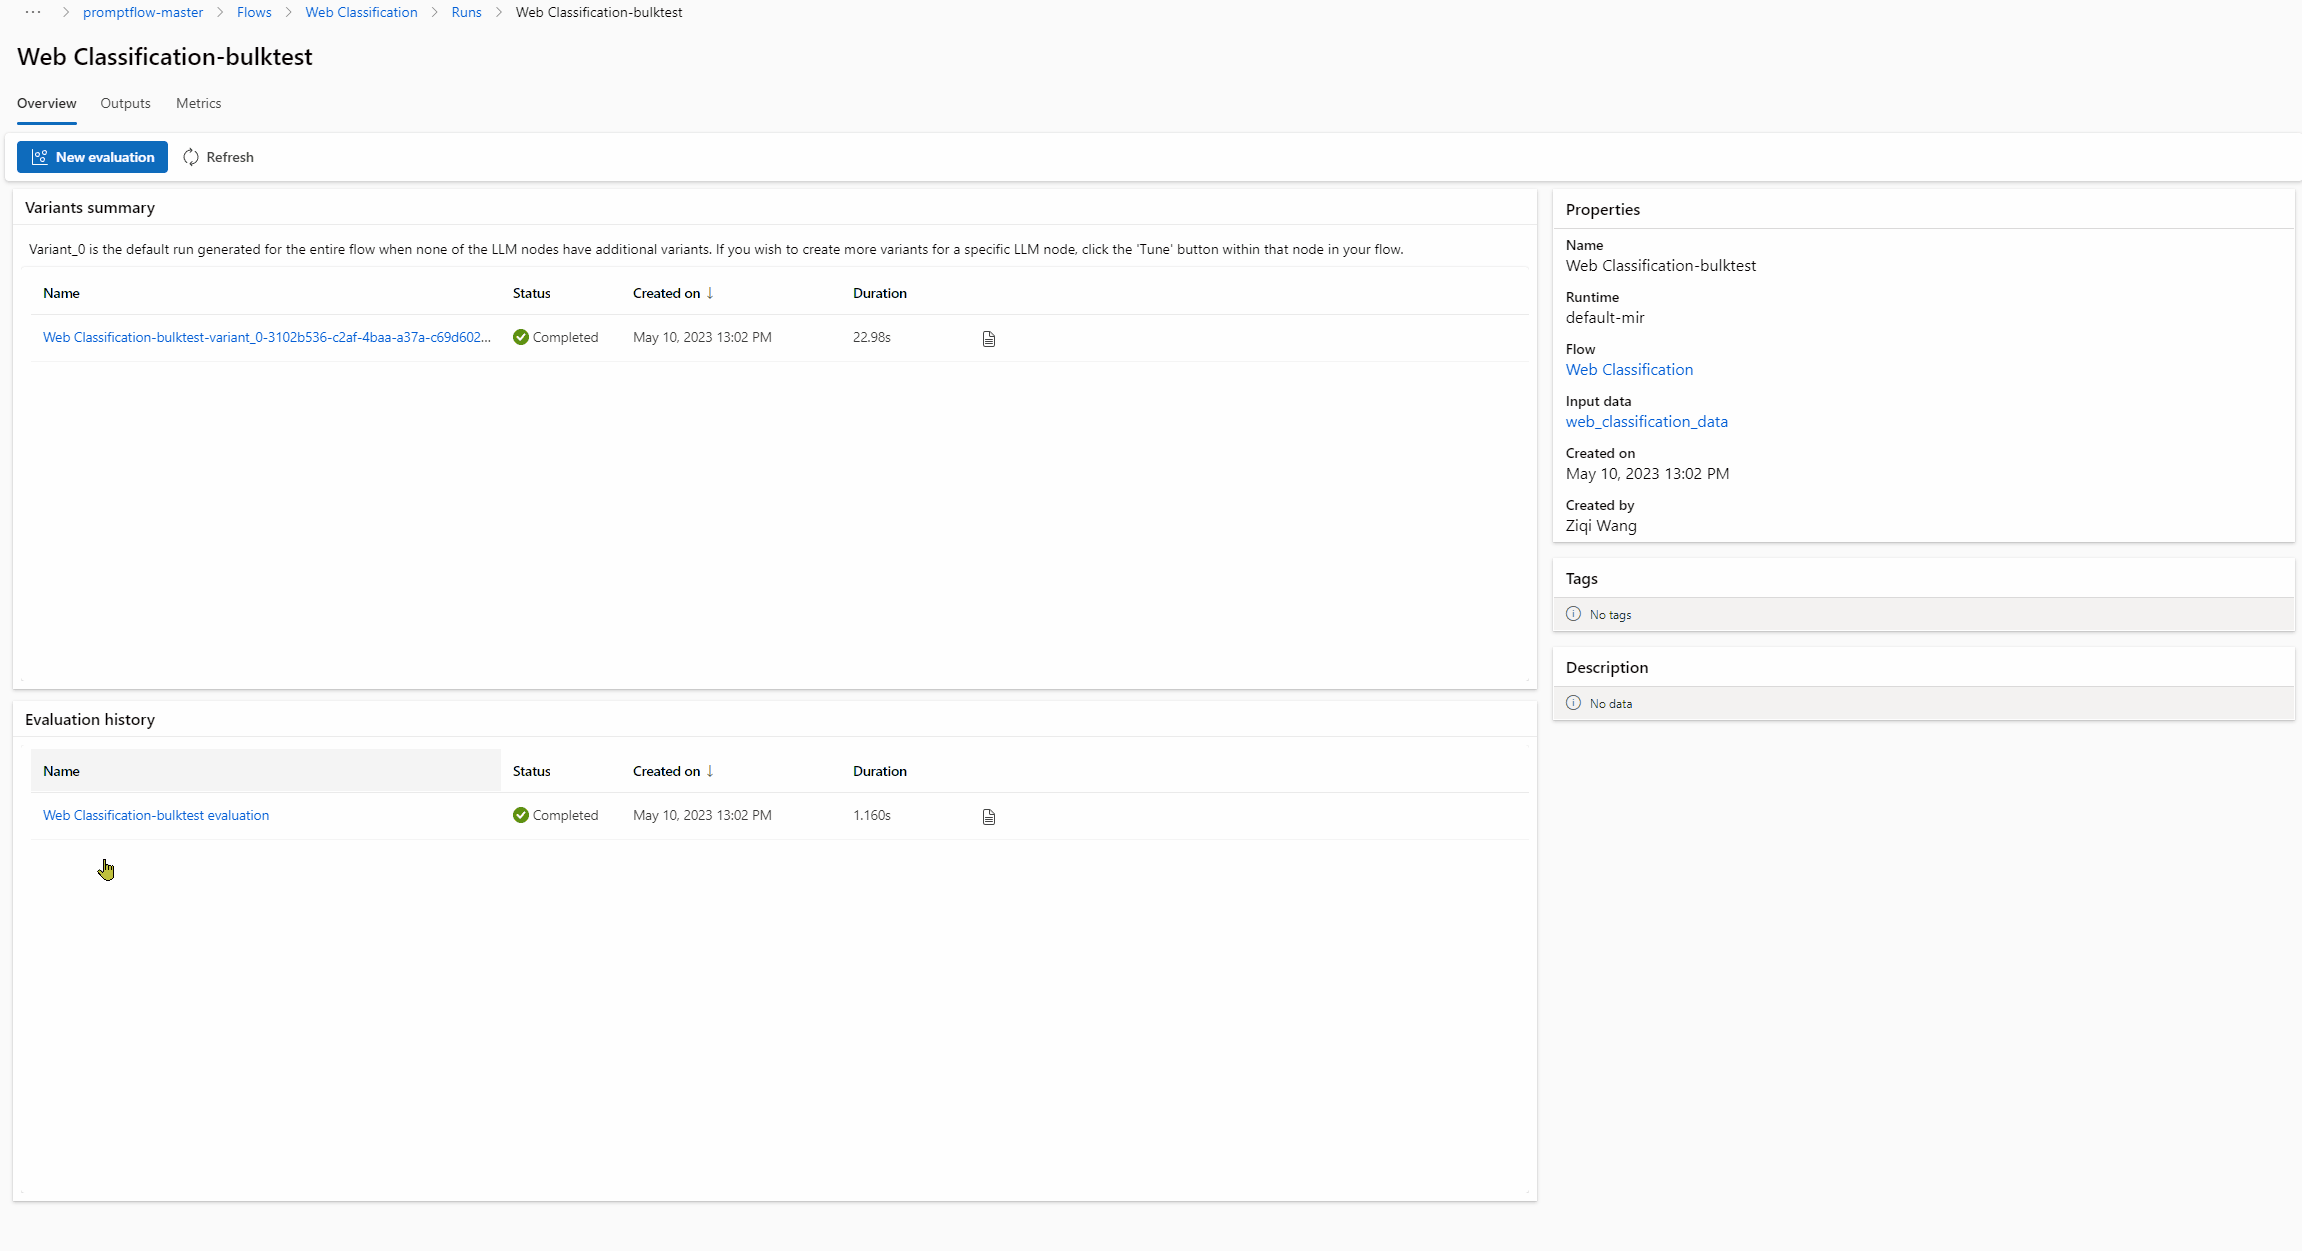 ··· > promptflow-master > Flows > Web Classification > Runs > Web Classification-bulktest
Web Classification-bulktest
Overview Outputs Metrics
New evaluation Refresh
Variants summary
Variant_0 is the default run generated for the entire flow when none of the LLM nodes have additional variants. If you wish to create more variants for a specific LLM node, click the 'Tune' button within that node in your flow.
Name Status Created on ↓ Duration
Web Classification-bulktest-variant_0-3102b536-c2af-4baa-a37a-c69d602... Completed May 10, 2023 13:02 PM 22.98s
Evaluation history
Name Status Created on ↓ Duration
Web Classification-bulktest evaluation Completed May 10, 2023 13:02 PM 1.160s
Properties
Name
Web Classification-bulktest
Runtime
default-mir
Flow
Web Classification
Input data
web_classification_data
Created on
May 10, 2023 13:02 PM
Created by
Ziqi Wang
Tags
No tags
Description
No data